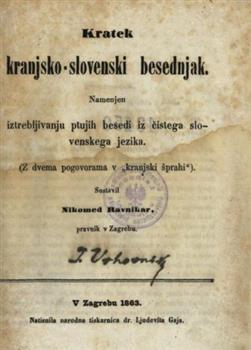 Kratek
kranjsko-slovenski besednjak.
Namenjen
iztrebljivanju ptujih besedi iz čistega slo-
venskega jezika.
(Z dvema pogovorama v „kranjski šprahi“).
Sostavil
Nikomed Ravnikar,
pravnik v Zagrebu.
V Zagrebu 1863.
Natisnila narodna tiskarnica dr. Ljudevita Gaja.